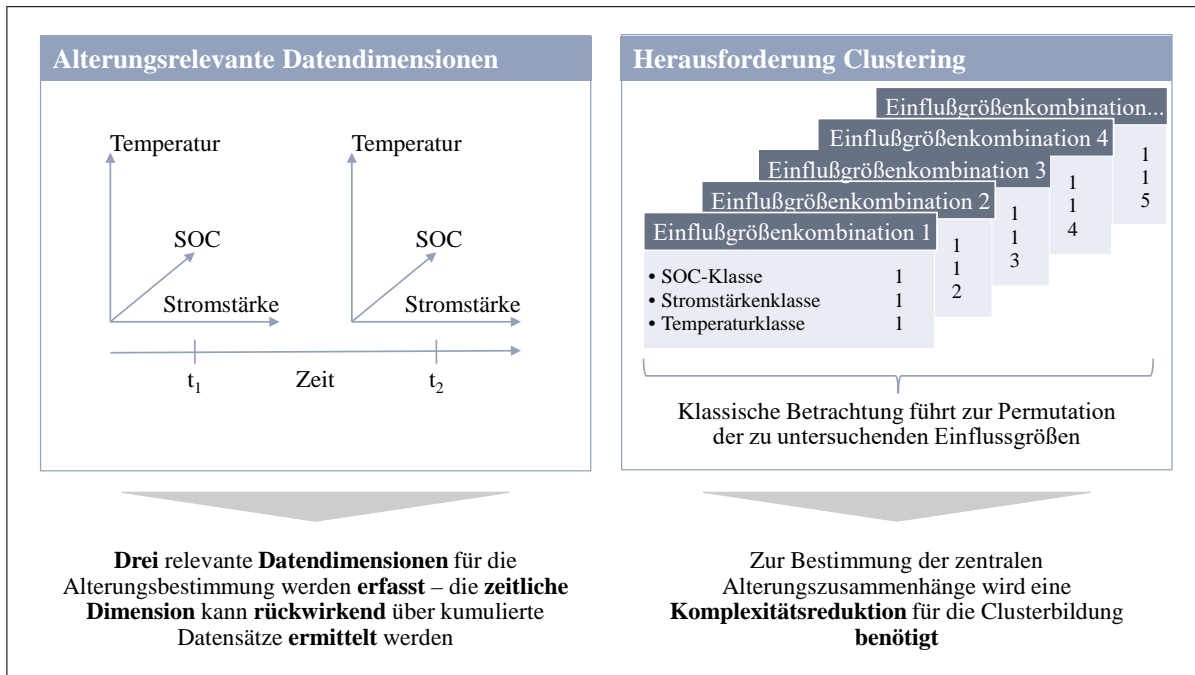 Alterungsrelevante Datendimensionen
Temperatur
SOC
Stromstärke
Temperatur
SOC
Stromstärke
t1
Zeit
t2
Drei relevante Datendimensionen für die
Alterungsbestimmung werden erfasst – die zeitliche
Dimension kann rückwirkend über kumulierte
Datensätze ermittelt werden
Herausforderung Clustering
Einflußgrößenkombination...
1
1
5
Einflußgrößenkombination 4
1
1
4
Einflußgrößenkombination 3
1
1
3
Einflußgrößenkombination 2
1
1
2
Einflußgrößenkombination 1
• SOC-Klasse 1
• Stromstärkenklasse 1
• Temperaturklasse 1
Klassische Betrachtung führt zur Permutation
der zu untersuchenden Einflussgrößen
Zur Bestimmung der zentralen
Alterungszusammenhänge wird eine
Komplexitätsreduktion für die Clusterbildung
benötigt